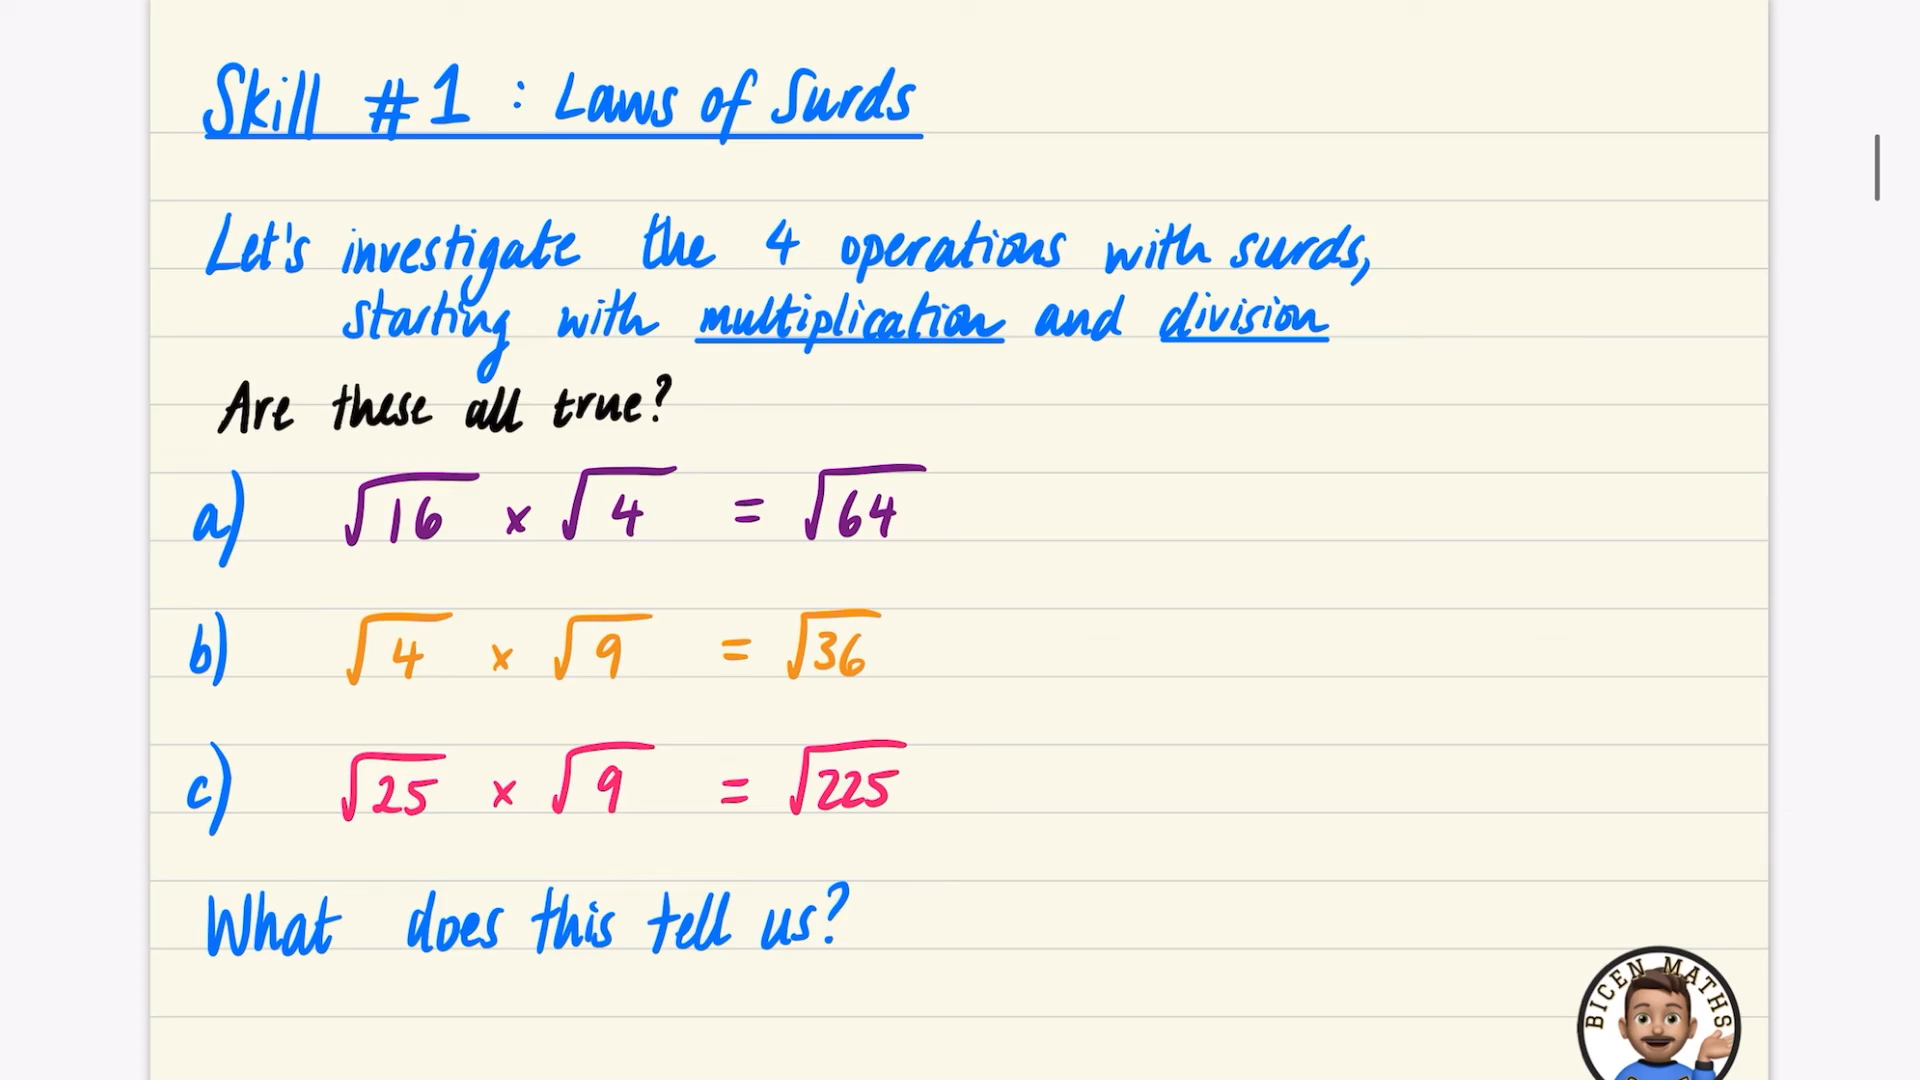 Skill #1 : Laws of Surds
Let's investigate the 4 operations with surds,
starting with multiplication and division
Are these all true?
a) √16 × √4 = √64
b) √4 × √9 = √36
c) √25 × √9 = √225
What does this tell us?
BICEN MATHS